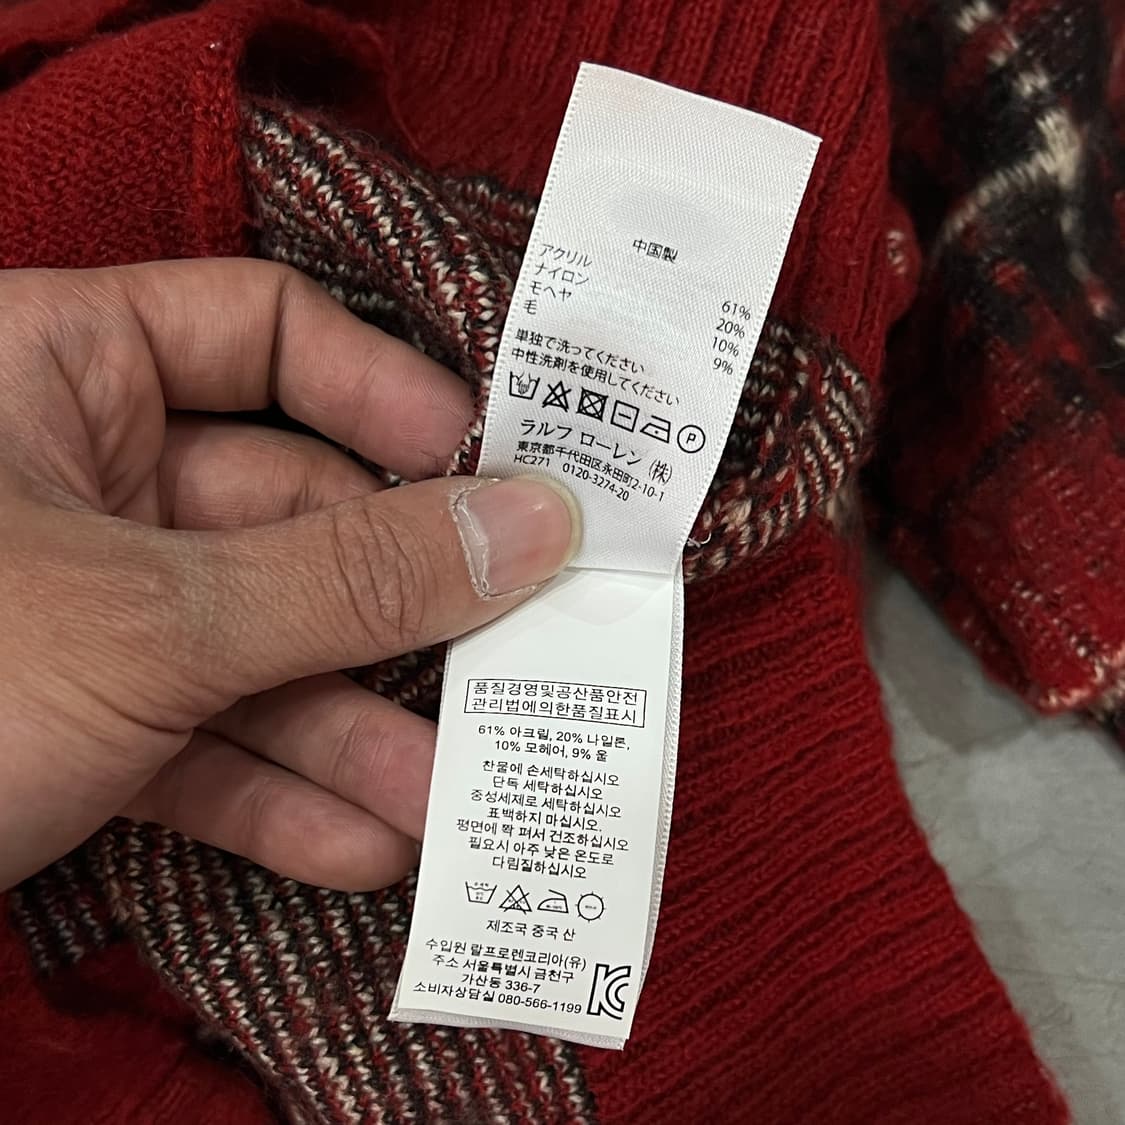 中国製
アクリル 61%
ナイロン 20%
モヘヤ 10%
毛 9%
単独で洗ってください
中性洗剤を使用してください
P
ラルフ ローレン (株)
東京都千代田区永田町2-10-1
HC271 0120-3274-20
품질경영및공산품안전
관리법에의한품질표시
61% 아크릴, 20% 나일론,
10% 모헤어, 9% 울
찬물에 손세탁하십시오
단독 세탁하십시오
중성세제로 세탁하십시오
표백하지 마십시오.
평면에 쫙 펴서 건조하십시오
필요시 아주 낮은 온도로
다림질하십시오
제조국 중국 산
수입원 랄프로렌코리아(유)
주소 서울특별시 금천구
가산동 336-7
소비자상담실 080-566-1199
KC